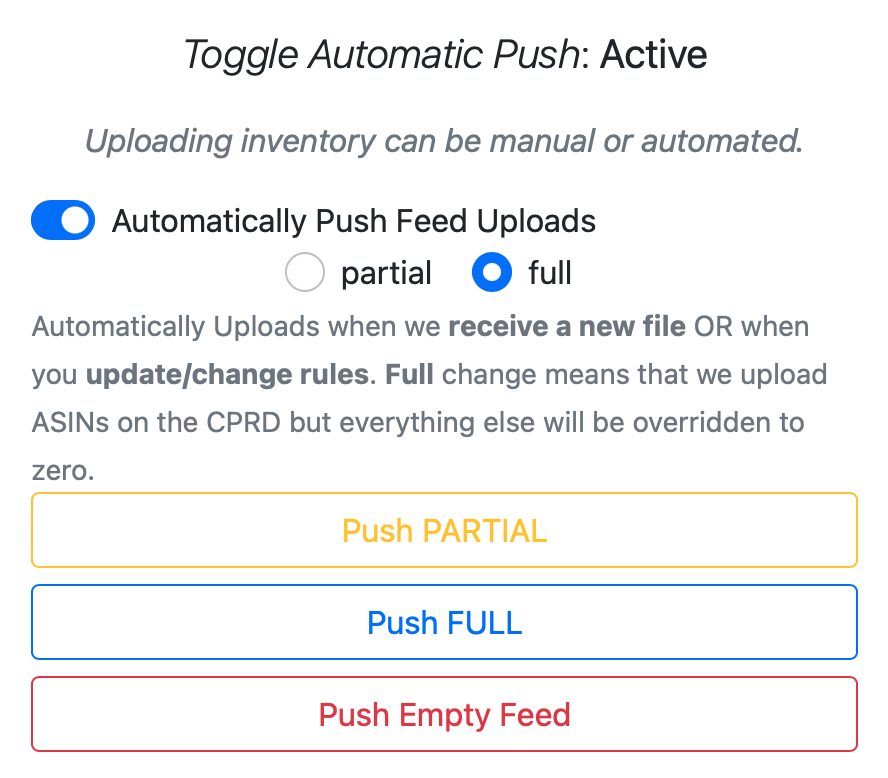 Toggle Automatic Push: Active
Uploading inventory can be manual or automated.
Automatically Push Feed Uploads
partial full
Automatically Uploads when we receive a new file OR when
you update/change rules. Full change means that we upload
ASINs on the CPRD but everything else will be overridden to
zero.
Push PARTIAL
Push FULL
Push Empty Feed